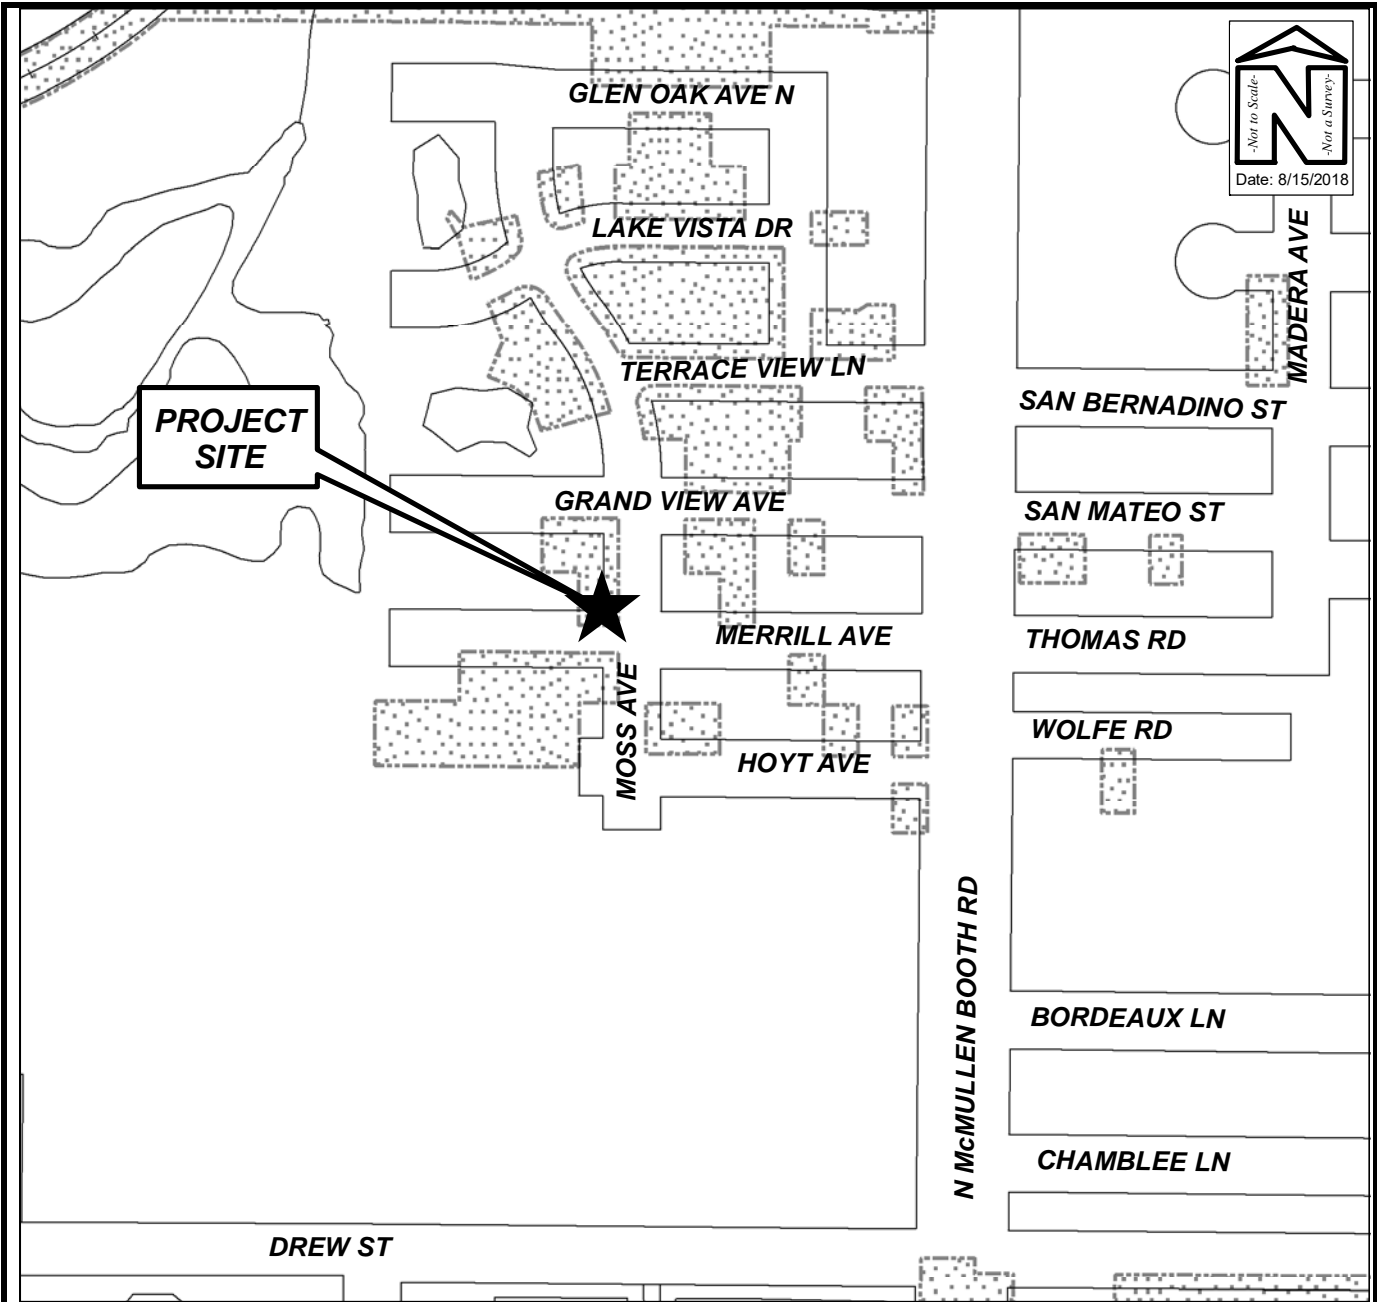 GLEN OAK AVE N
-Not to Scale-
N
-Not a Survey-
Date: 8/15/2018
LAKE VISTA DR
MADERA AVE
TERRACE VIEW LN
SAN BERNADINO ST
PROJECT
SITE
GRAND VIEW AVE
SAN MATEO ST
MERRILL AVE
THOMAS RD
MOSS AVE
WOLFE RD
HOYT AVE
N McMULLEN BOOTH RD
BORDEAUX LN
CHAMBLEE LN
DREW ST